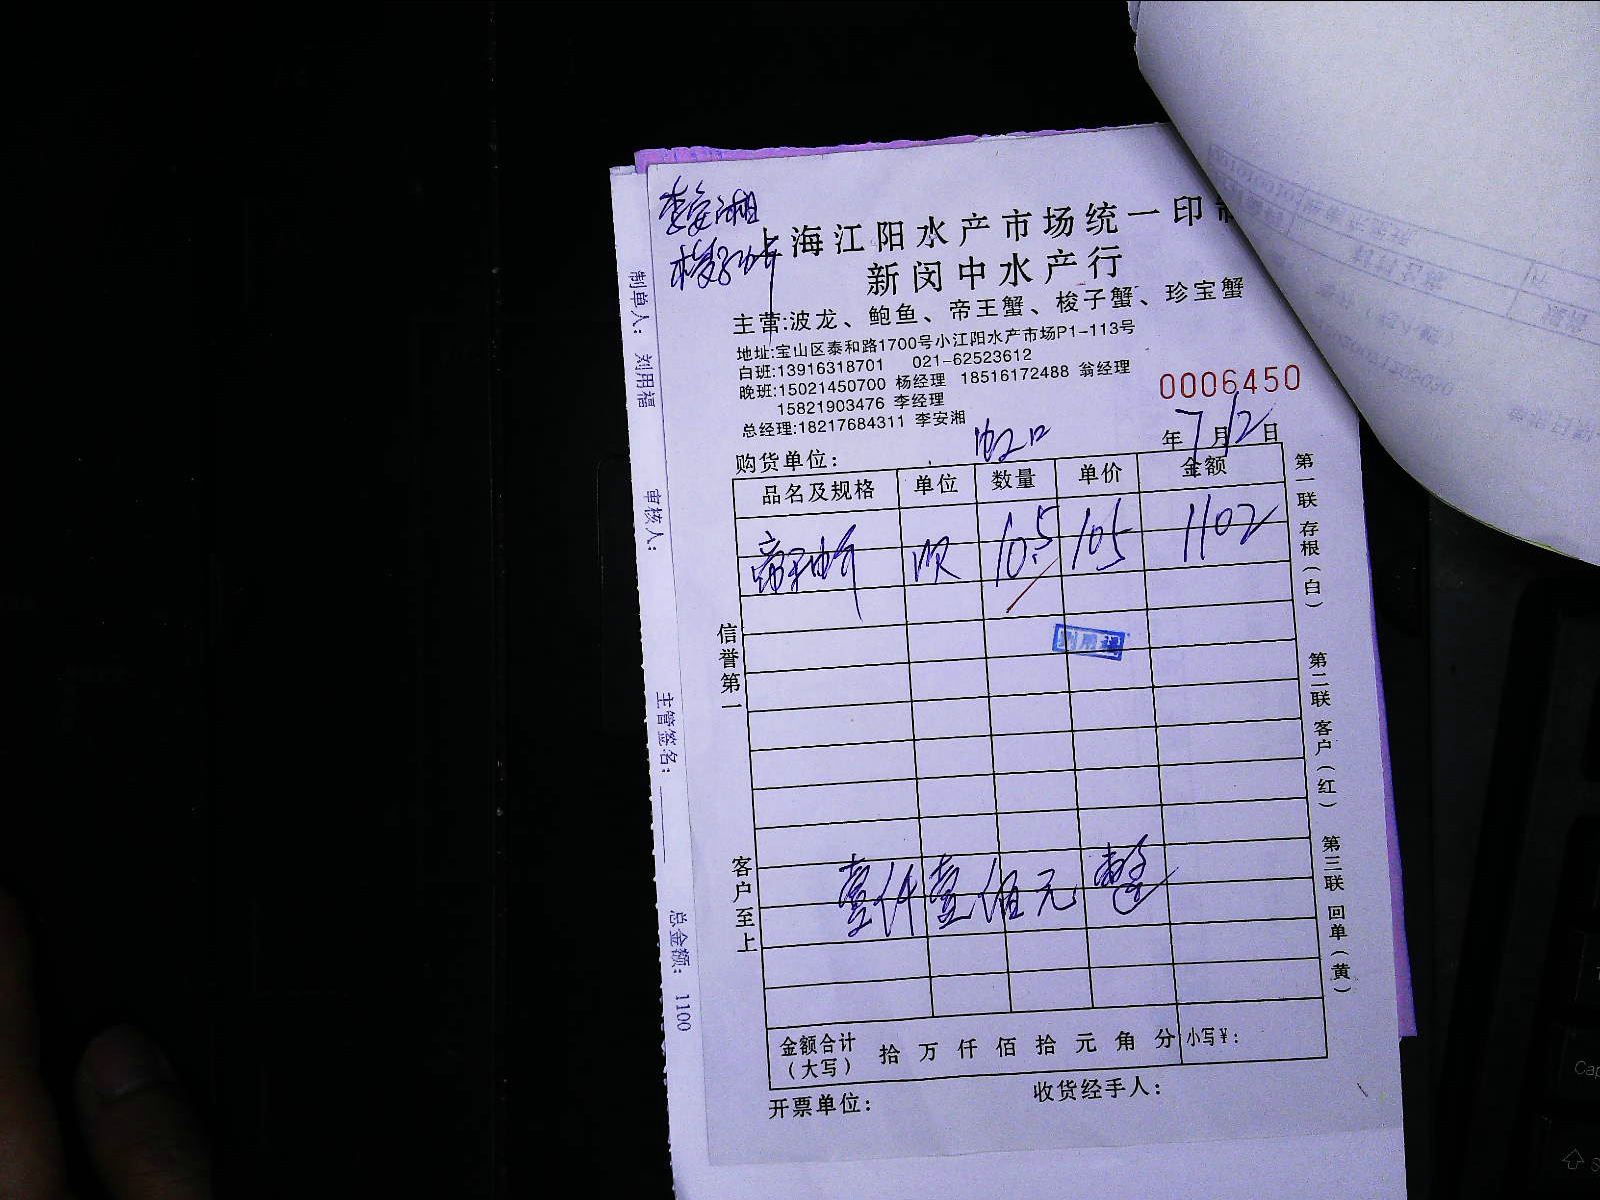 李安湘
梭子蟹
上海江阳水产市场统一印制
新闵中水产行
主营:波龙、鲍鱼、帝王蟹、梭子蟹、珍宝蟹
地址:宝山区泰和路1700号小江阳水产市场P1-113号
白班:13916318701 021-62523612
晚班:15021450700 杨经理 18516172488 翁经理
15821903476 李经理
总经理:18217684311 李安湘
0006450
购货单位:
年7月12日
品名及规格 单位 数量 单价 金额
10.5 105 1102
壹仟壹佰元整
金额合计(大写) 拾万仟佰拾元角分 小写¥:
开票单位: 收货经手人:
信誉第一
客户至上
第一联存根(白)
第二联客户(红)
第三联回单(黄)
刘用福
制单人: 刘用福 审核人: 主管签名: 总金额: 1100